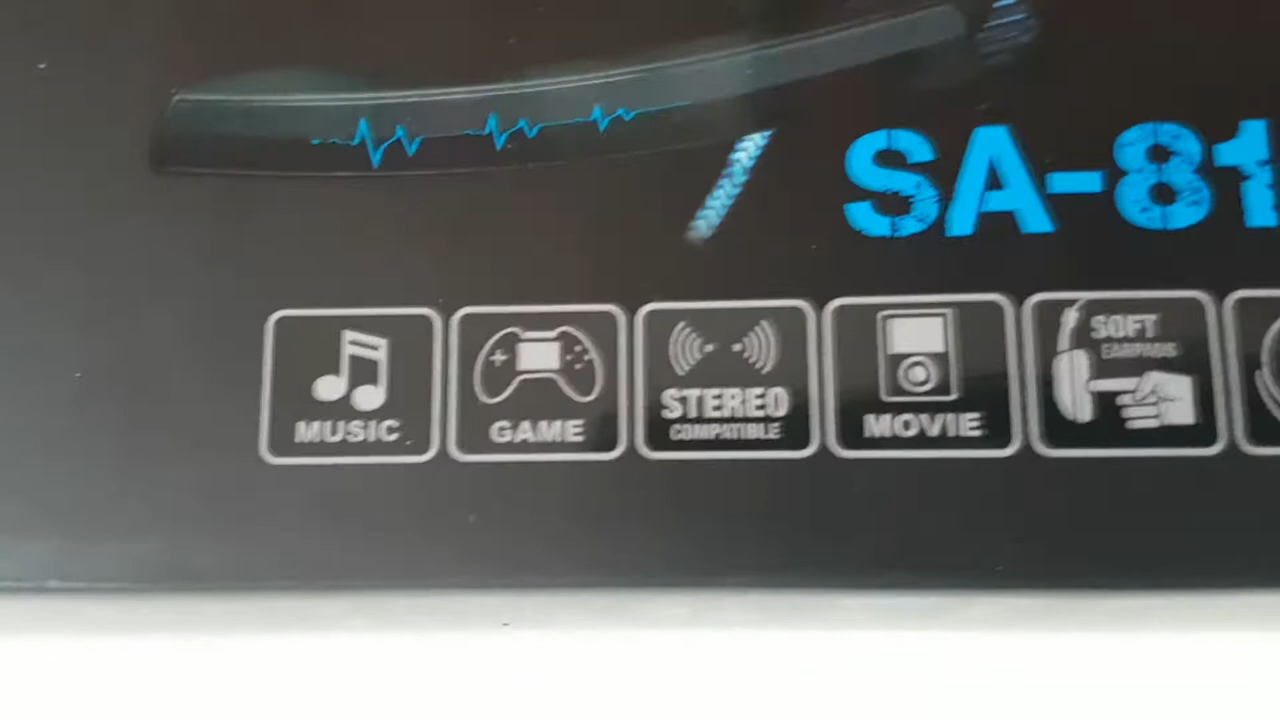 SA-81
MUSIC
GAME
STEREO
COMPATIBLE
MOVIE
SOFT
EARPADS